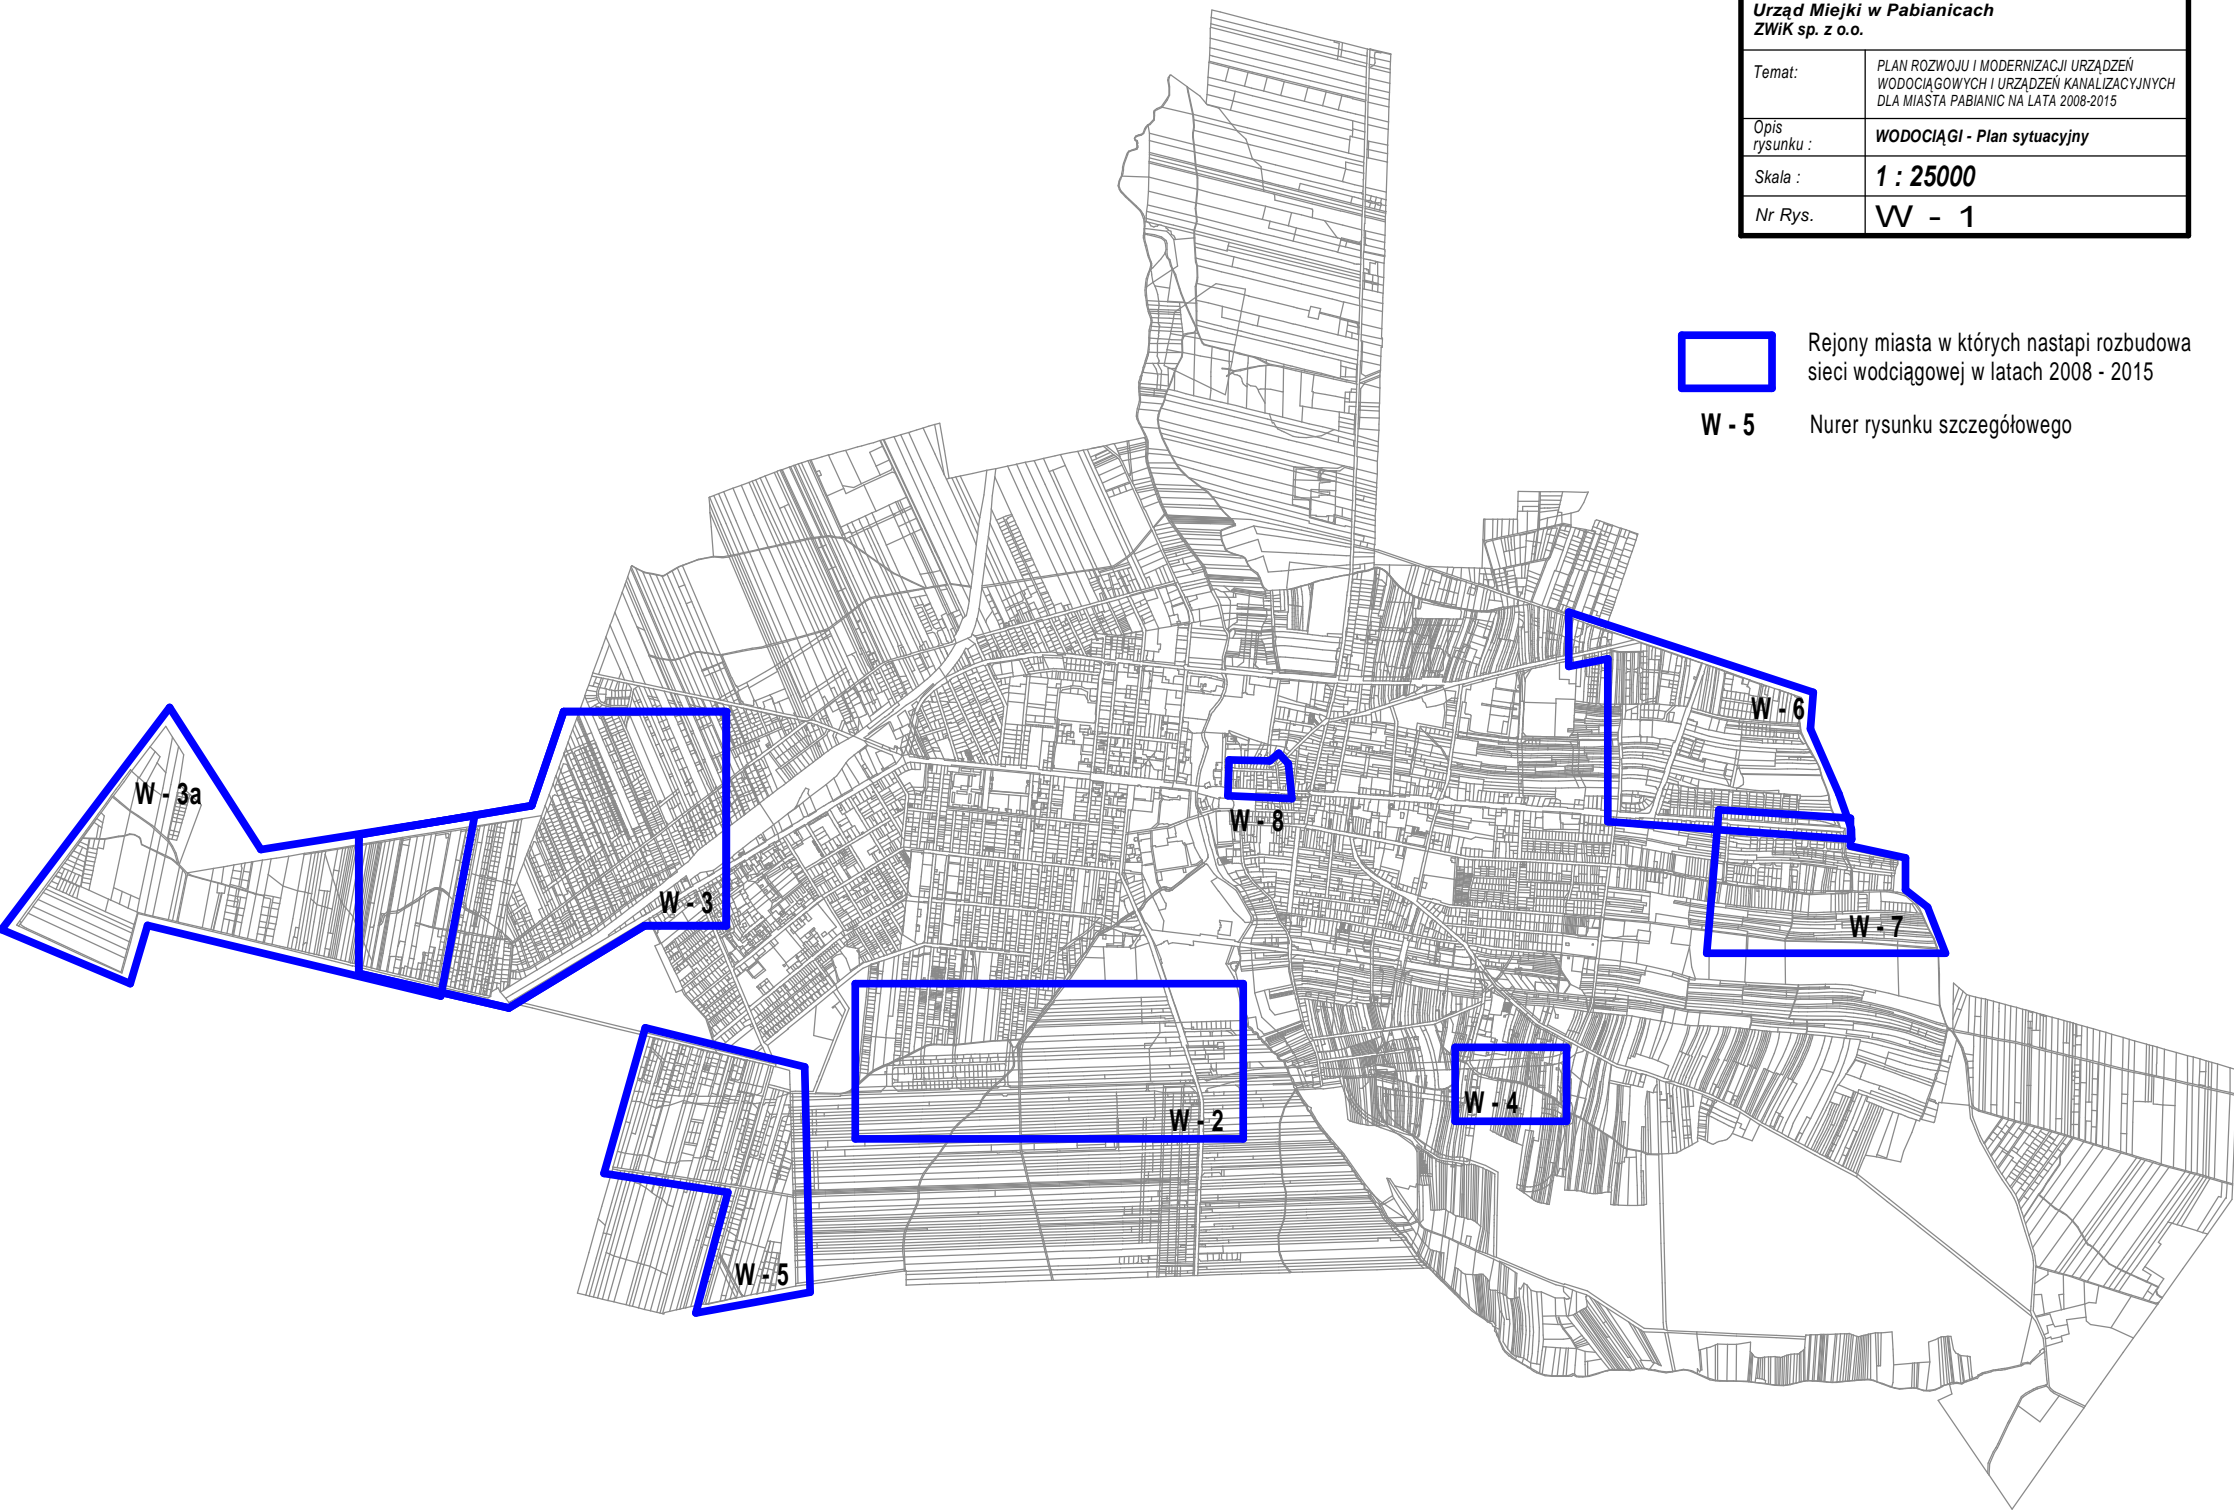 Urząd Miejki w Pabianicach
ZWiK sp. z o.o.
Temat:
PLAN ROZWOJU I MODERNIZACJI URZĄDZEŃ
WODOCIĄGOWYCH I URZĄDZEŃ KANALIZACYJNYCH
DLA MIASTA PABIANIC NA LATA 2008-2015
Opis
rysunku :
WODOCIĄGI - Plan sytuacyjny
Skala :
1 : 25000
Nr Rys.
W - 1
Rejony miasta w których nastapi rozbudowa
sieci wodciągowej w latach 2008 - 2015
W - 5
Nurer rysunku szczegółowego
W - 6
W - 3a
W - 8
W - 3
W - 7
W - 4
W - 2
W - 5